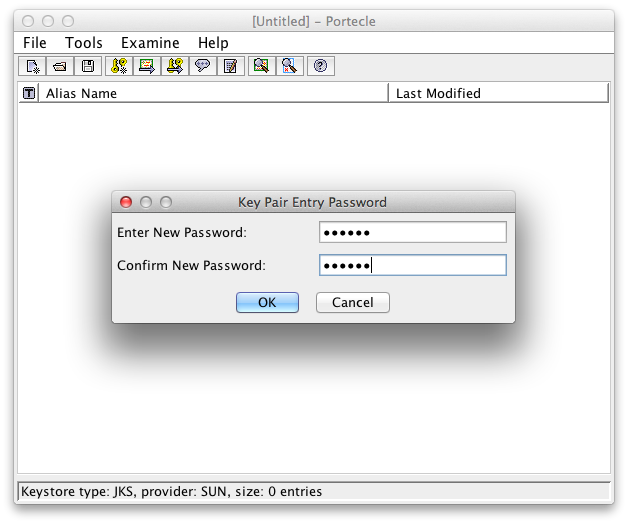 [Untitled] – Portecle
File Tools Examine Help
T Alias Name Last Modified
Key Pair Entry Password
Enter New Password: ••••••
Confirm New Password: ••••••
OK Cancel
Keystore type: JKS, provider: SUN, size: 0 entries